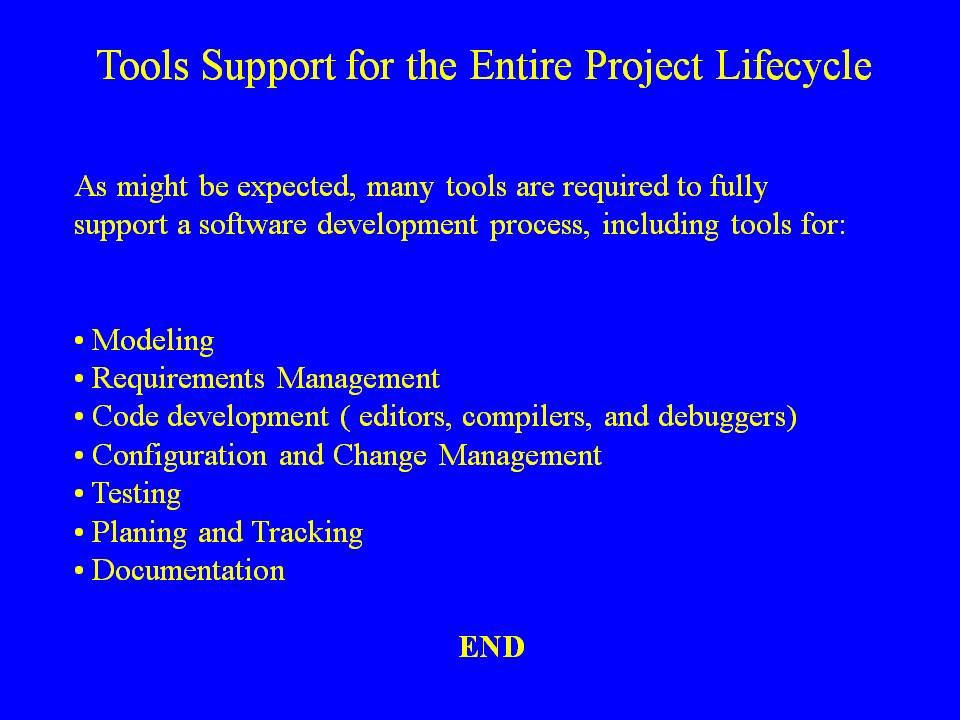 Tools Support for the Entire Project Lifecycle
As might be expected, many tools are required to fully
support a software development process, including tools for:
• Modeling
• Requirements Management
• Code development ( editors, compilers, and debuggers)
• Configuration and Change Management
• Testing
• Planing and Tracking
• Documentation
END